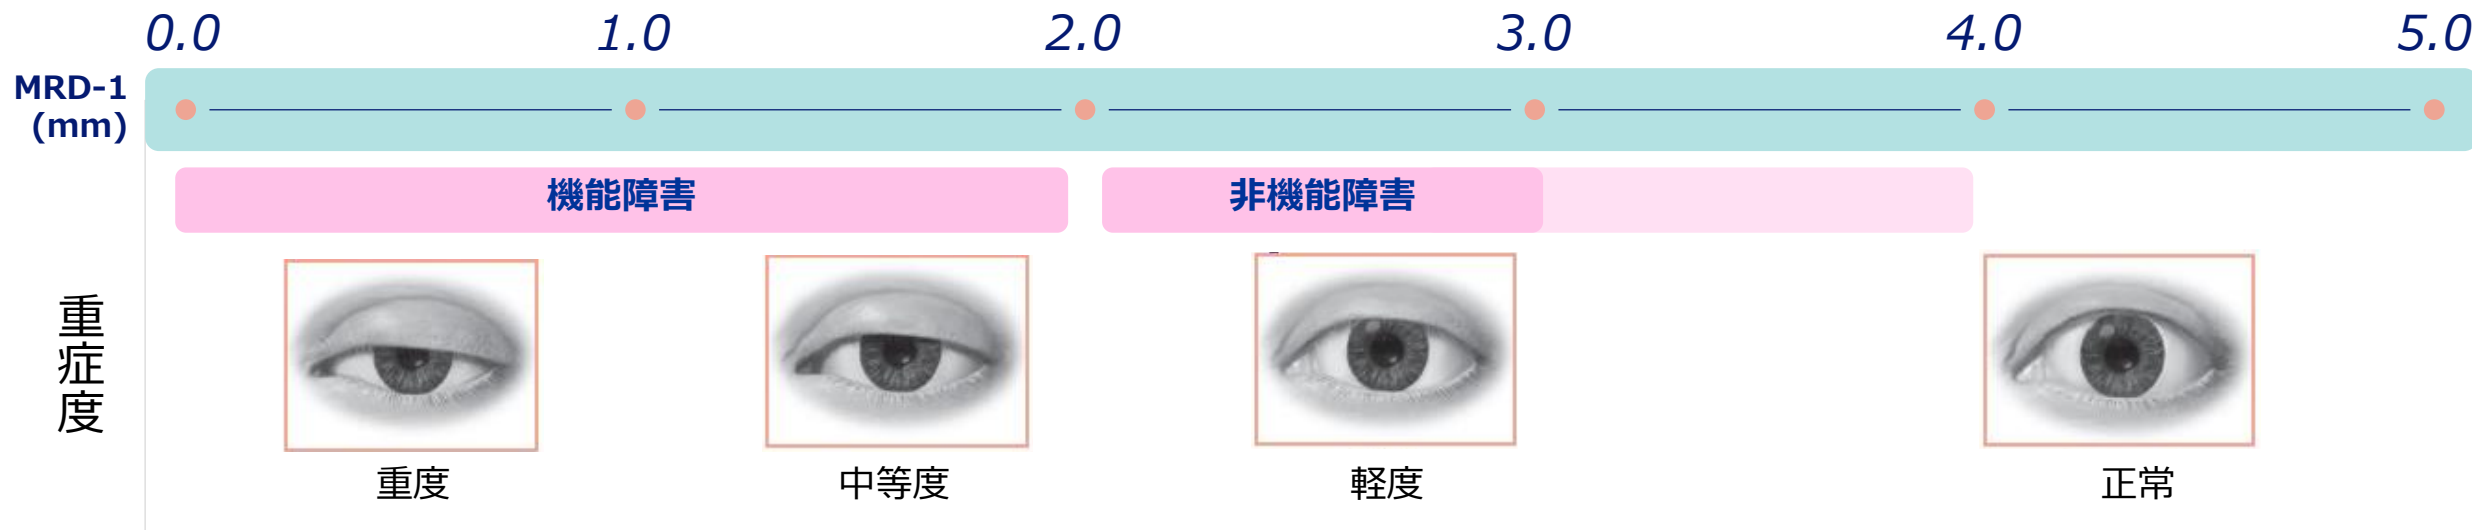 0.0 1.0 2.0 3.0 4.0 5.0
MRD-1
(mm)
機能障害 非機能障害
重症度
重度 中等度 軽度 正常